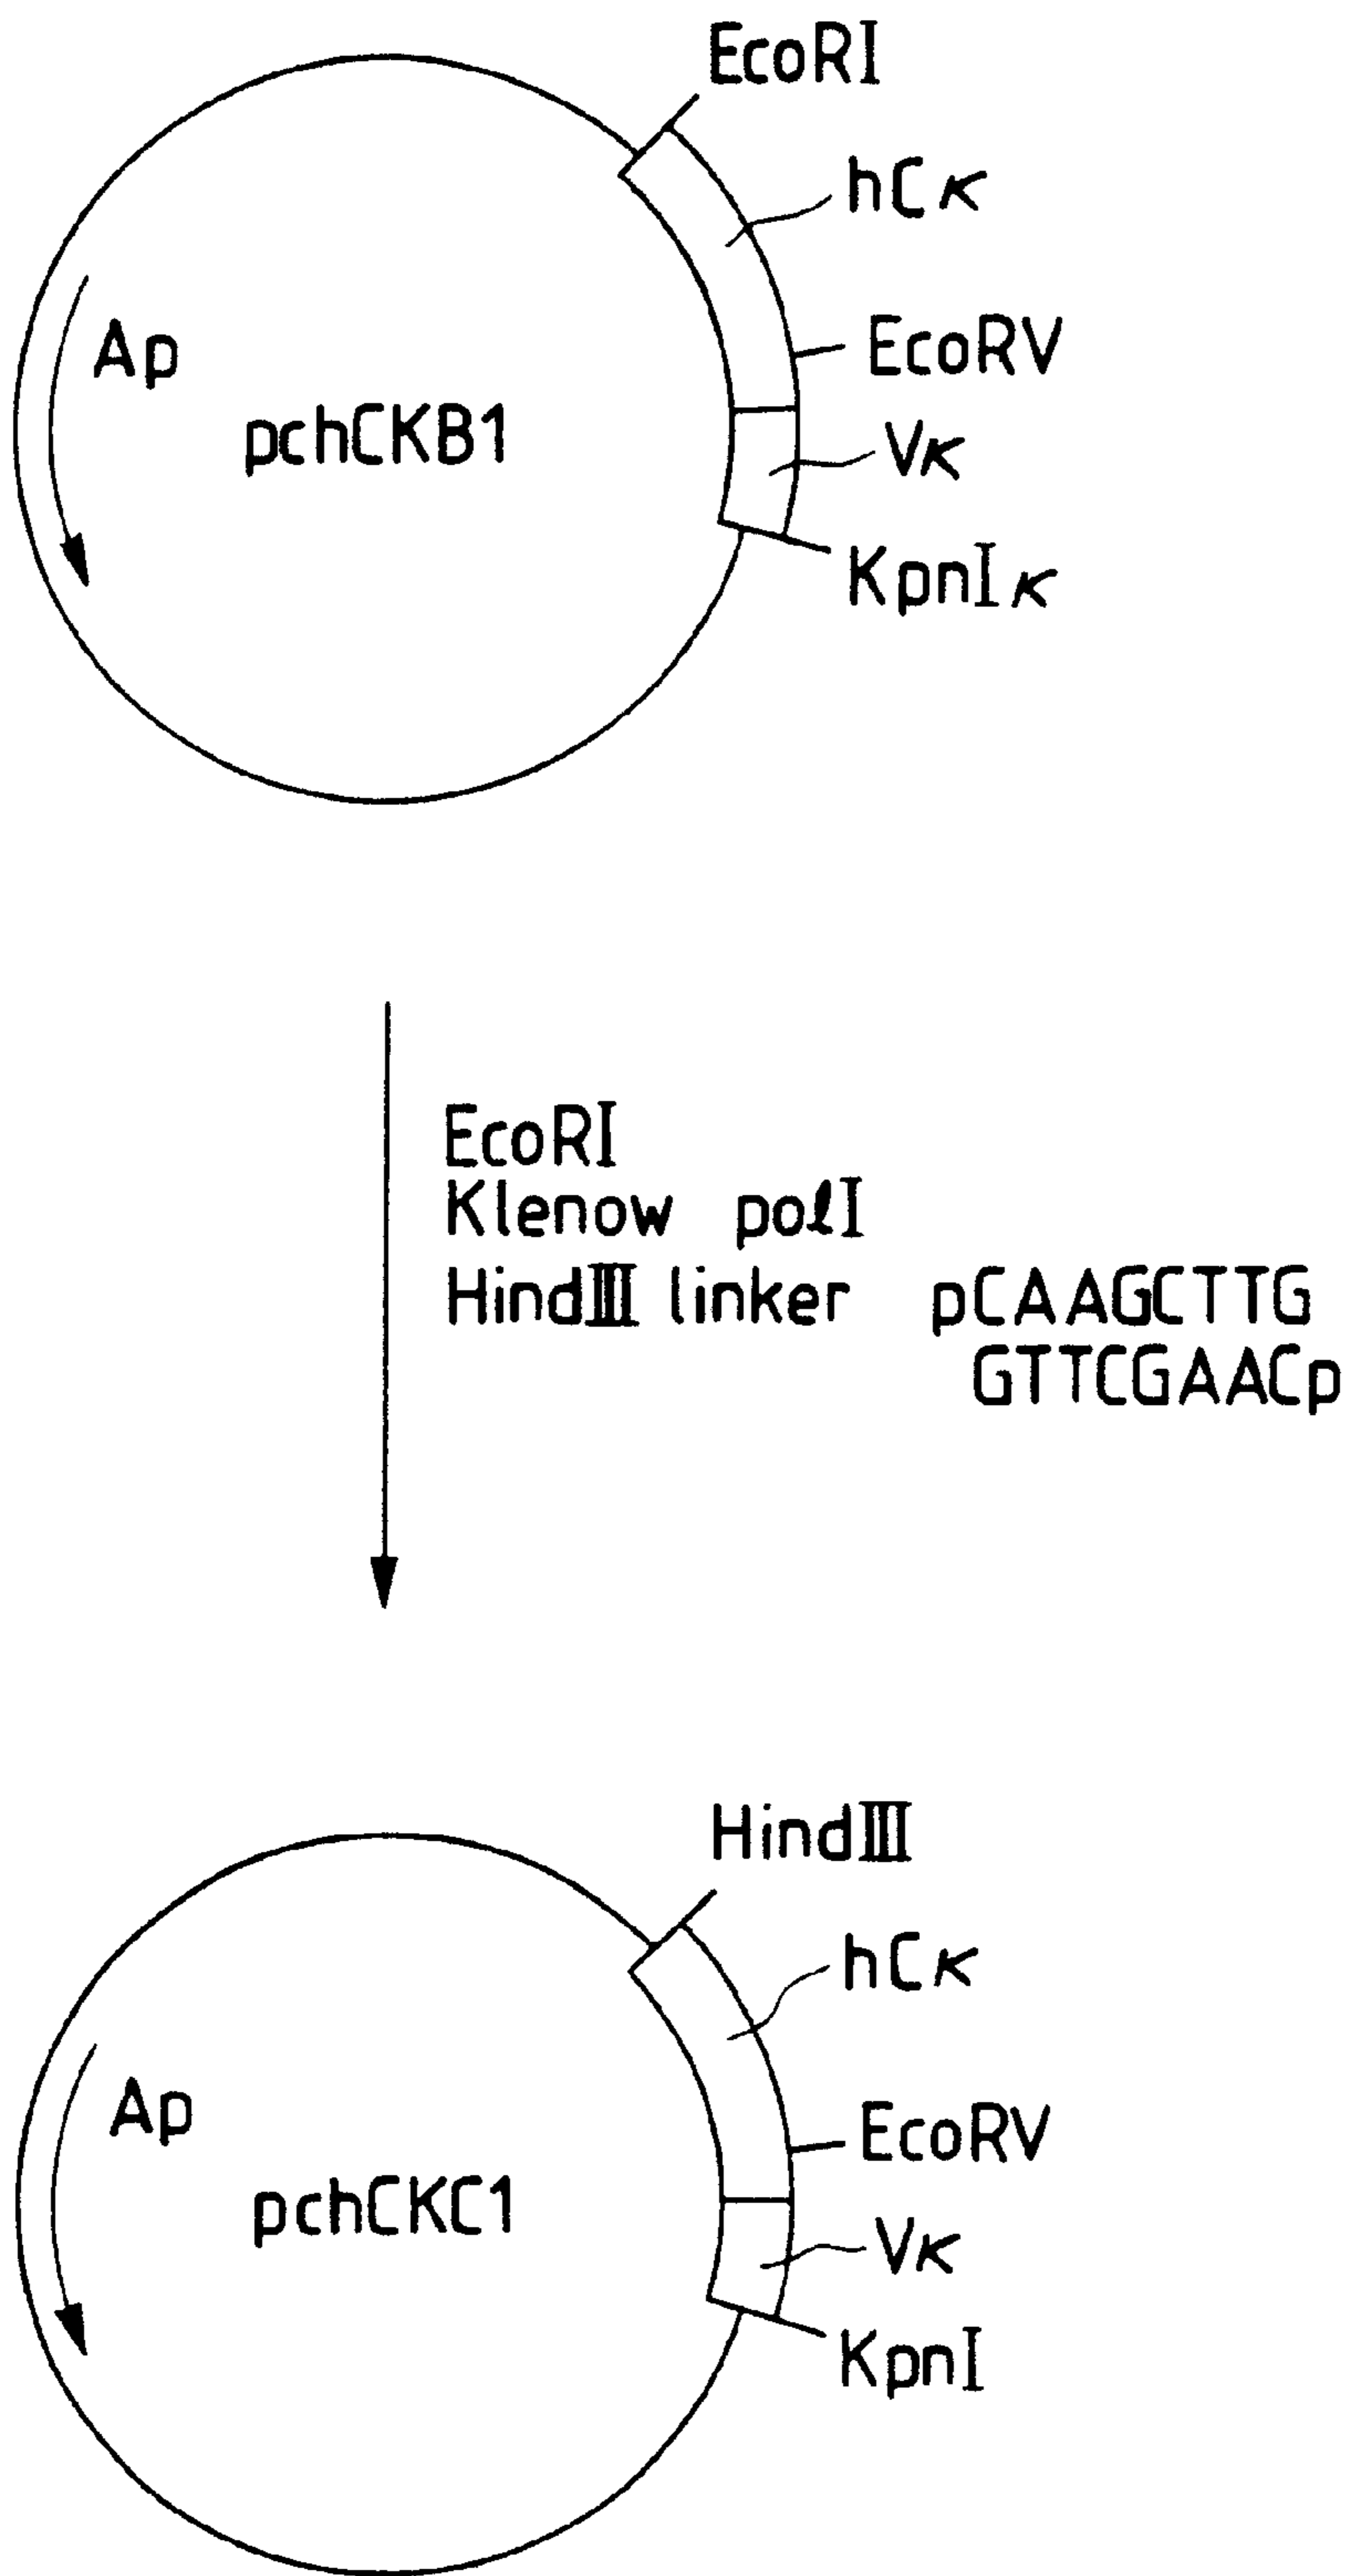 EcoRI
hCκ
EcoRV
Ap
pchCKB1
Vκ
KpnIκ
EcoRI
Klenow polI
HindIII linker pCAAGCTTG
GTTCGAACp
HindIII
hCκ
Ap
EcoRV
pchCKC1
Vκ
KpnI